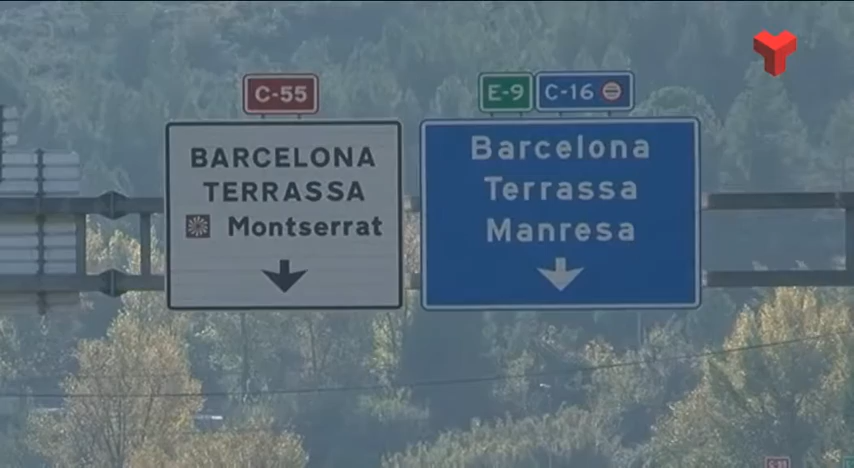 C-55
BARCELONA
TERRASSA
Montserrat
E-9
C-16
Barcelona
Terrassa
Manresa